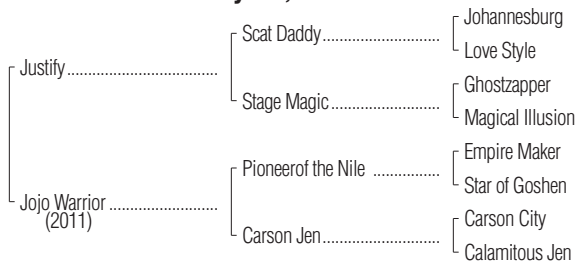 Johannesburg
Scat Daddy
Love Style
Justify
Ghostzapper
Stage Magic
Magical Illusion
Empire Maker
Pioneerof the Nile
Star of Goshen
Jojo Warrior
(2011)
Carson City
Carson Jen
Calamitous Jen